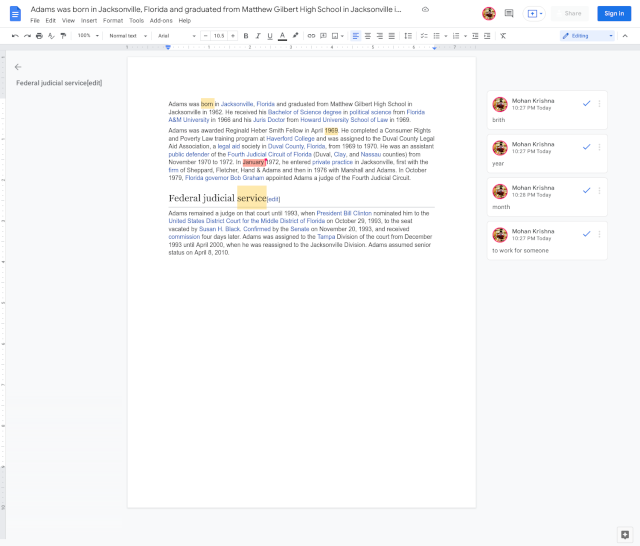 Adams was born in Jacksonville, Florida and graduated from Matthew Gilbert High School in Jacksonville i...
File Edit View Insert Format Tools Add-ons Help
Share
Sign in
100% Normal text Arial 10.5 Editing
Federal judicial service[edit]
Adams was born in Jacksonville, Florida and graduated from Matthew Gilbert High School in
Jacksonville in 1962. He received his Bachelor of Science degree in political science from Florida
A&M University in 1966 and his Juris Doctor from Howard University School of Law in 1969.
Adams was awarded Reginald Heber Smith Fellow in April 1969. He completed a Consumer Rights
and Poverty Law training program at Haverford College and was assigned to the Duval County Legal
Aid Association, a legal aid society in Duval County, Florida, from 1969 to 1970. He was an assistant
public defender of the Fourth Judicial Circuit of Florida (Duval, Clay, and Nassau counties) from
November 1970 to 1972. In January 1972, he entered private practice in Jacksonville, first with the
firm of Sheppard, Fletcher, Hand & Adams and then in 1976 with Marshall and Adams. In October
1979, Florida governor Bob Graham appointed Adams a judge of the Fourth Judicial Circuit.
Federal judicial service[edit]
Adams remained a judge on that court until 1993, when President Bill Clinton nominated him to the
United States District Court for the Middle District of Florida on October 29, 1993, to the seat
vacated by Susan H. Black. Confirmed by the Senate on November 20, 1993, and received
commission four days later. Adams was assigned to the Tampa Division of the court from December
1993 until April 2000, when he was reassigned to the Jacksonville Division. Adams assumed senior
status on April 8, 2010.
Mohan Krishna
10:27 PM Today
brith
Mohan Krishna
10:27 PM Today
year
Mohan Krishna
10:28 PM Today
month
Mohan Krishna
10:27 PM Today
to work for someone